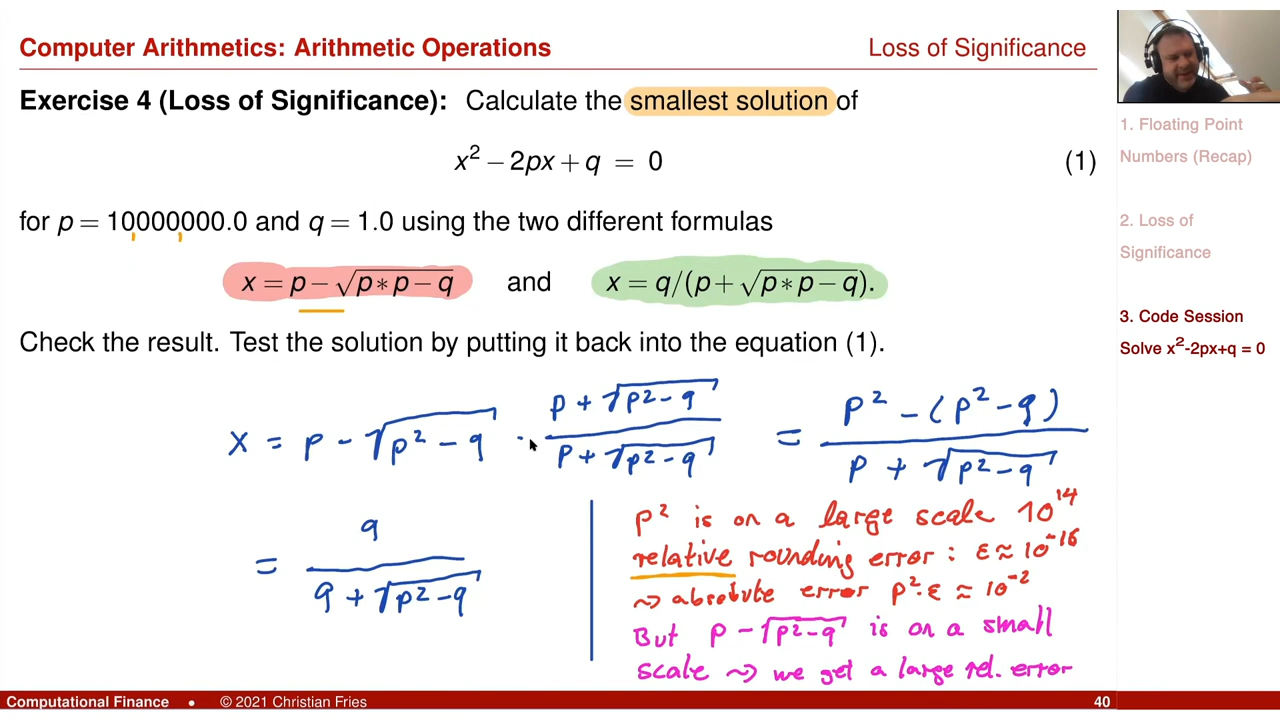 Computer Arithmetics: Arithmetic Operations Loss of Significance
Exercise 4 (Loss of Significance): Calculate the smallest solution of
x² − 2px + q = 0 (1)
for p = 10000000.0 and q = 1.0 using the two different formulas
x = p − √(p∗p − q) and x = q/(p + √(p∗p − q)).
Check the result. Test the solution by putting it back into the equation (1).
x = p − √(p² − q) · (p + √(p² − q)) / (p + √(p² − q)) = (p² − (p² − q)) / (p + √(p² − q))
= q / (q + √(p² − q))
p² is on a large scale 10¹⁴
relative rounding error: ε ≈ 10⁻¹⁶
⇝ absolute error p²·ε ≈ 10⁻²
But p − √(p² − q) is on a small
scale ⇝ we get a large rel. error
1. Floating Point
Numbers (Recap)
2. Loss of
Significance
3. Code Session
Solve x²-2px+q = 0
Computational Finance • © 2021 Christian Fries 40